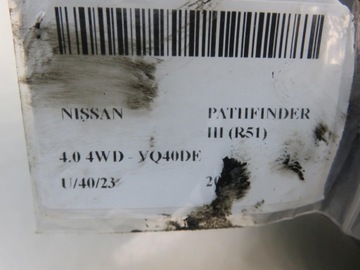 NISSAN PATHFINDER
III (R51)
4.0 4WD - VQ40DE
U/40/23